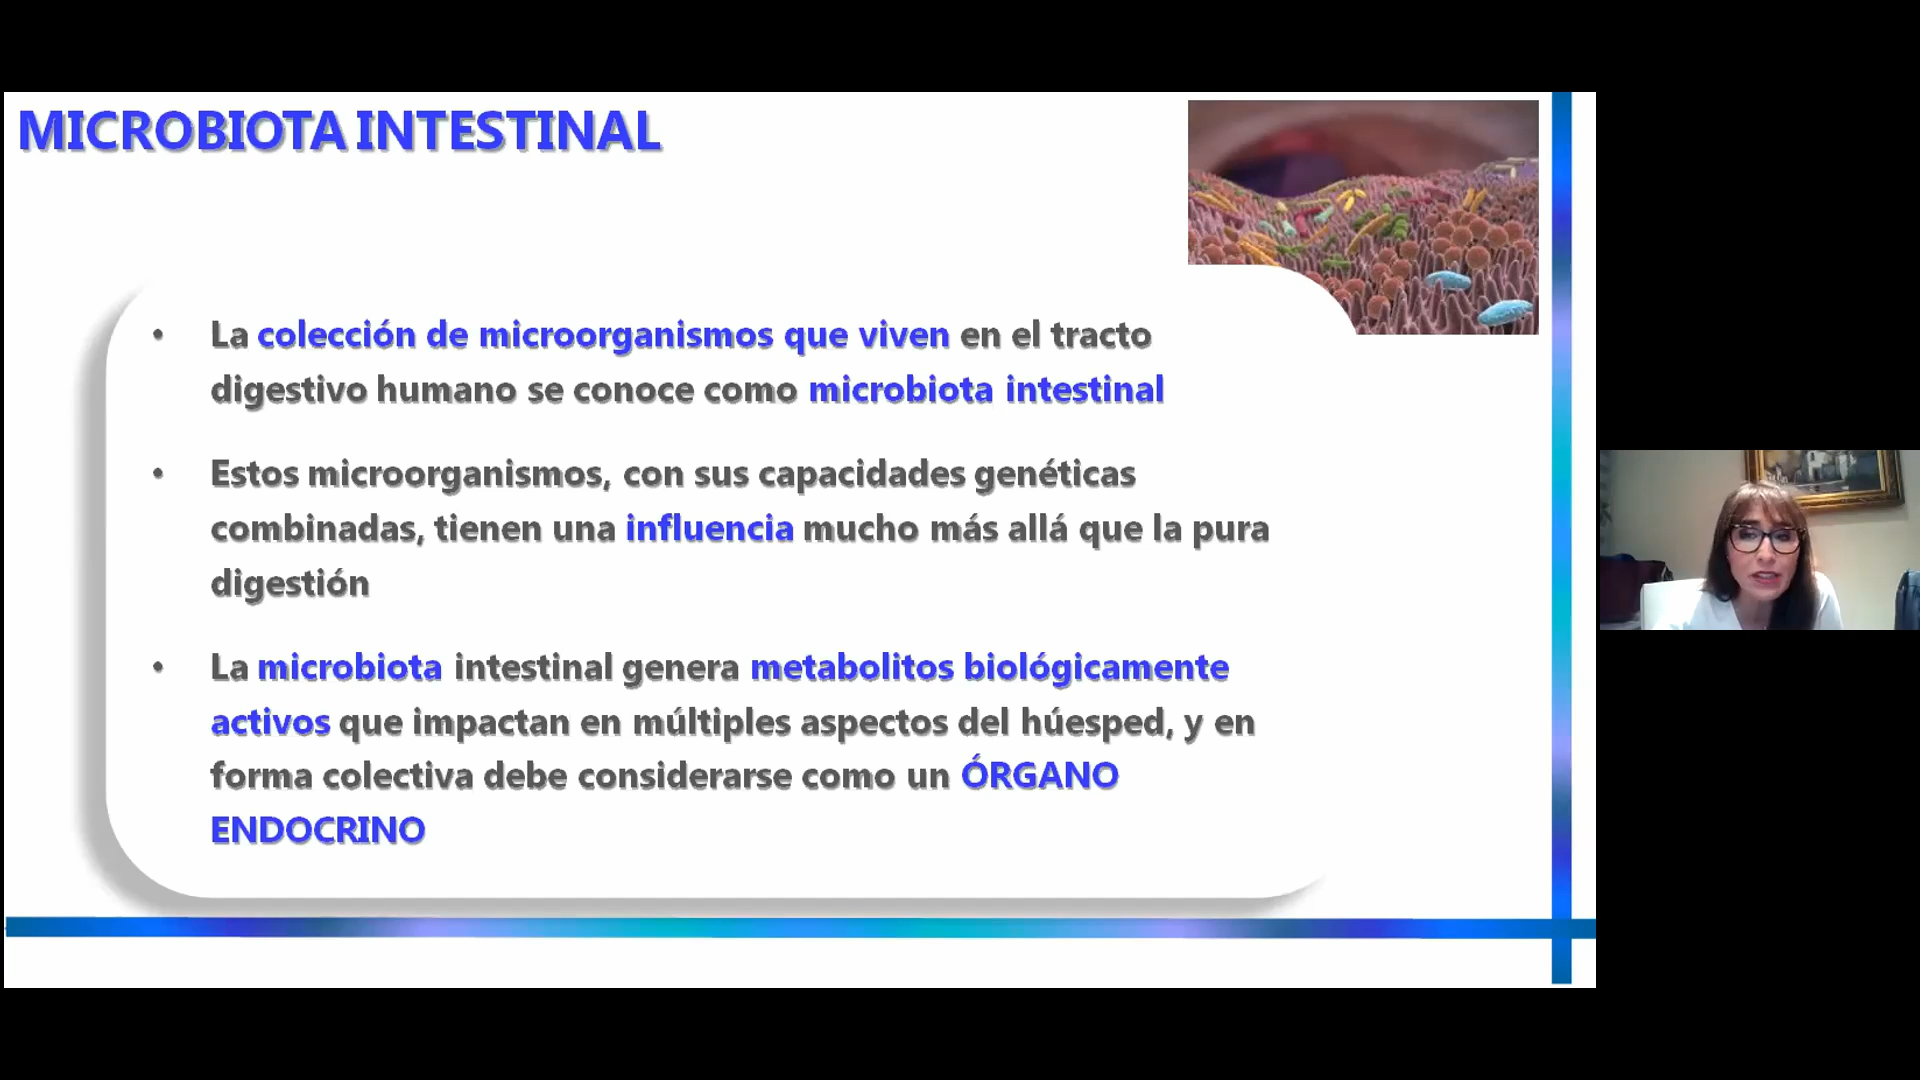 MICROBIOTA INTESTINAL
• La colección de microorganismos que viven en el tracto
digestivo humano se conoce como microbiota intestinal
• Estos microorganismos, con sus capacidades genéticas
combinadas, tienen una influencia mucho más allá que la pura
digestión
• La microbiota intestinal genera metabolitos biológicamente
activos que impactan en múltiples aspectos del húesped, y en
forma colectiva debe considerarse como un ÓRGANO
ENDOCRINO